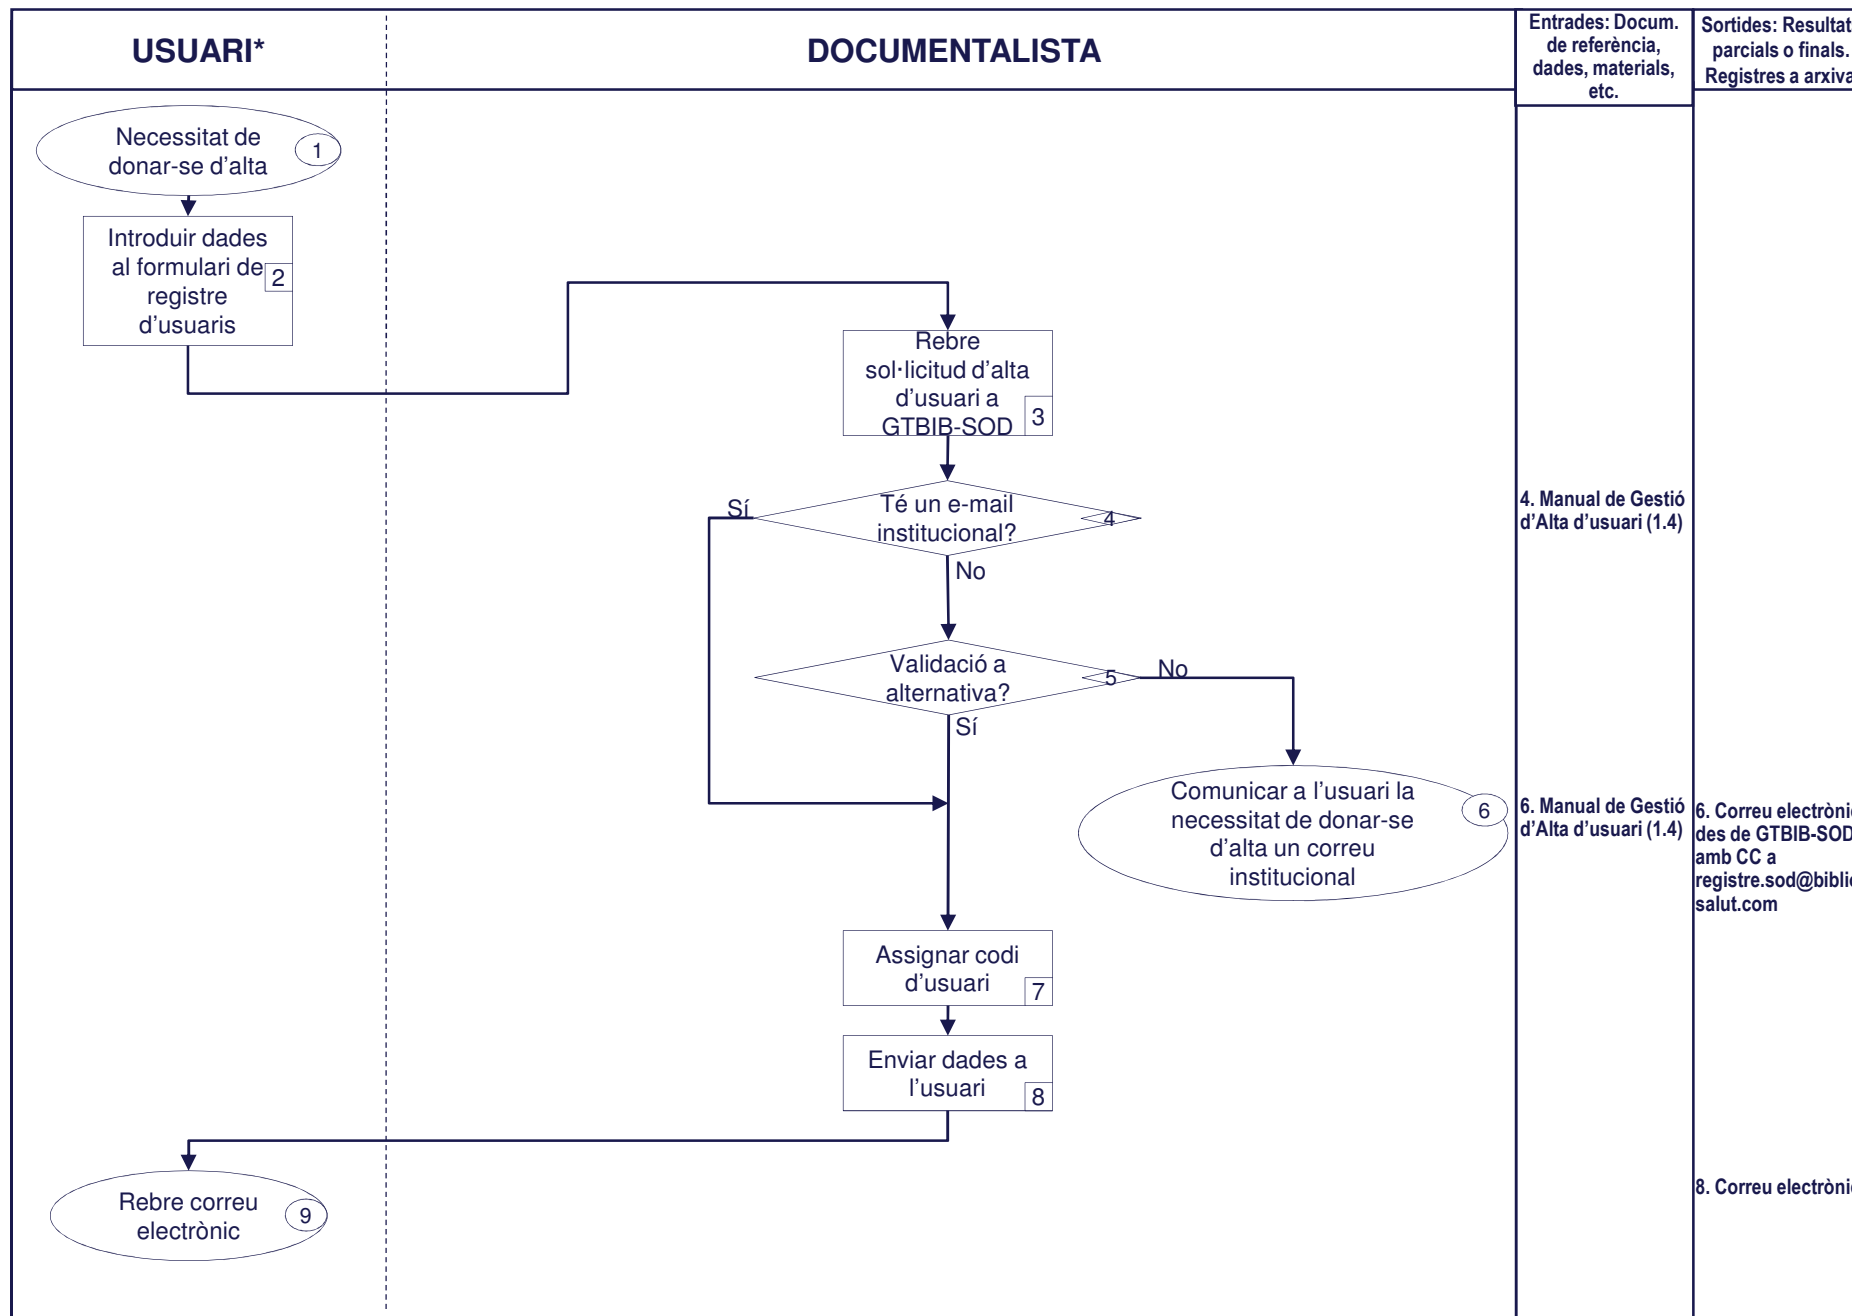 USUARI*
DOCUMENTALISTA
Entrades: Docum.
de referència,
dades, materials,
etc.
Sortides: Resultat
parcials o finals.
Registres a arxiva
Necessitat de
donar-se d’alta
1
Introduir dades
al formulari de
registre
d’usuaris
2
Rebre
sol·licitud d’alta
d’usuari a
GTBIB-SOD
3
Té un e-mail
institucional?
4
Sí
No
4. Manual de Gestió
d’Alta d’usuari (1.4)
Validació a
alternativa?
5
No
Sí
Comunicar a l’usuari la
necessitat de donar-se
d’alta un correu
institucional
6
6. Manual de Gestió
d’Alta d’usuari (1.4)
6. Correu electròni
des de GTBIB-SOD
amb CC a
registre.sod@bibli
salut.com
Assignar codi
d’usuari
7
Enviar dades a
l’usuari
8
8. Correu electròni
Rebre correu
electrònic
9